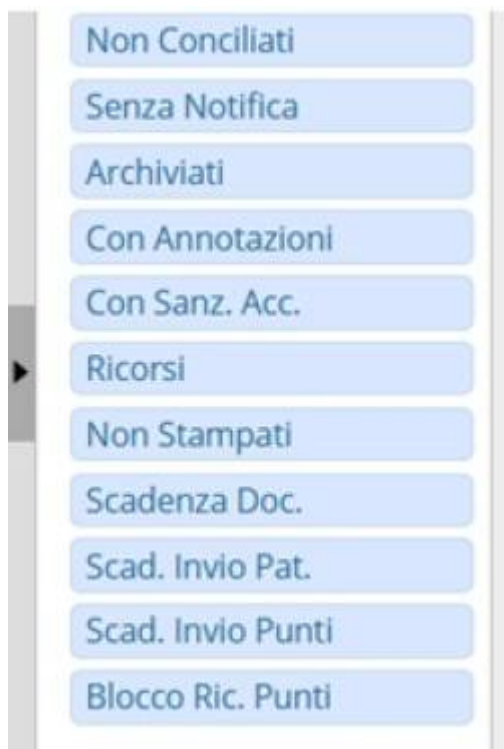 Non Conciliati
Senza Notifica
Archiviati
Con Annotazioni
Con Sanz. Acc.
Ricorsi
Non Stampati
Scadenza Doc.
Scad. Invio Pat.
Scad. Invio Punti
Blocco Ric. Punti